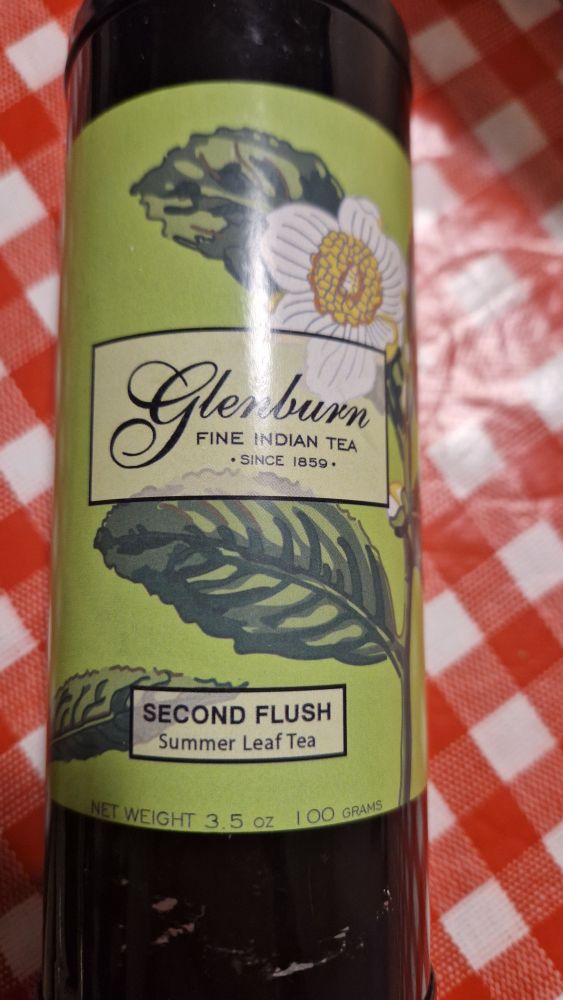 Glenburn
FINE INDIAN TEA
• SINCE 1859 •
SECOND FLUSH
Summer Leaf Tea
NET WEIGHT 3.5 OZ 100 GRAMS